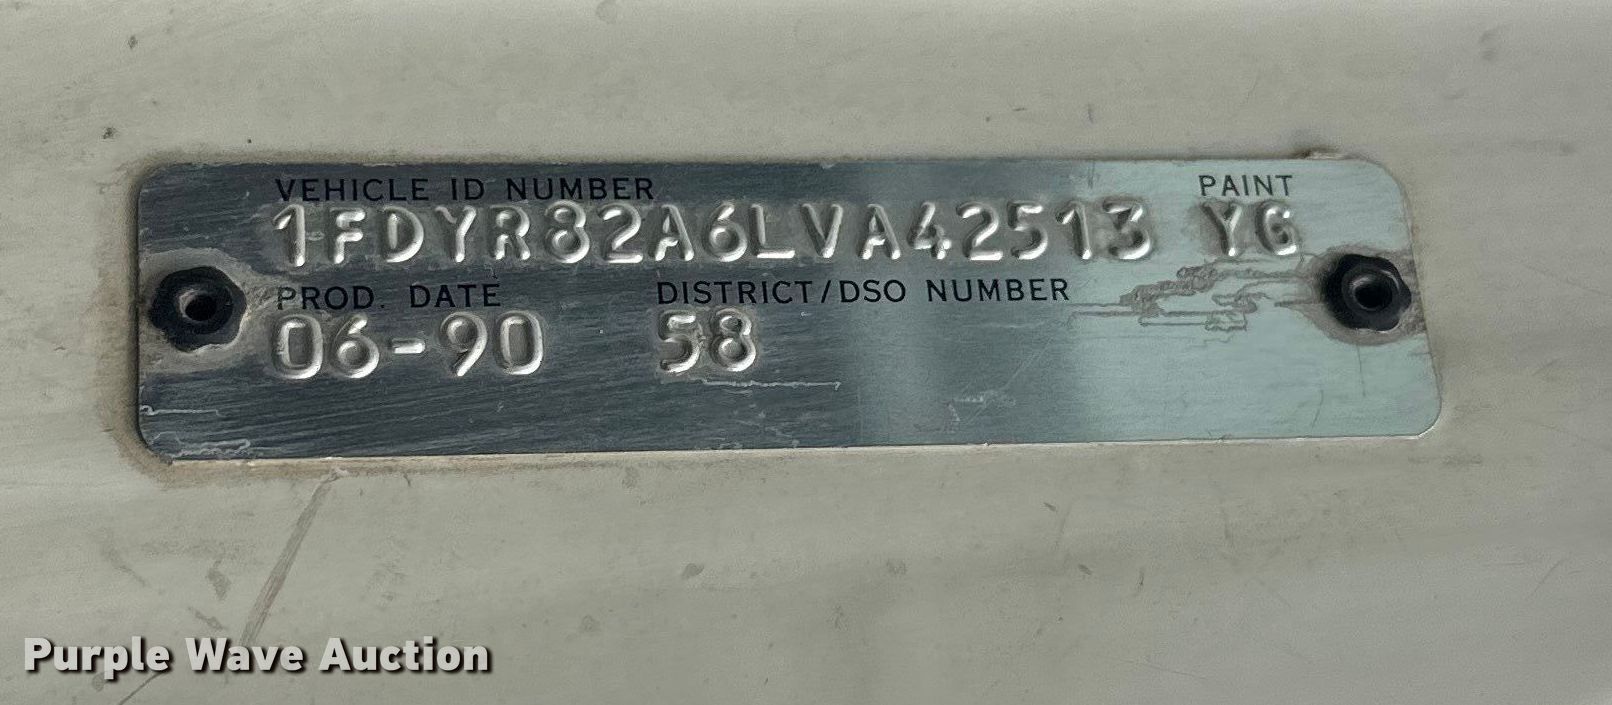 VEHICLE ID NUMBER PAINT
1FDYR82A6LVA42513 YG
PROD. DATE DISTRICT/DSO NUMBER
06-90 58
Purple Wave Auction